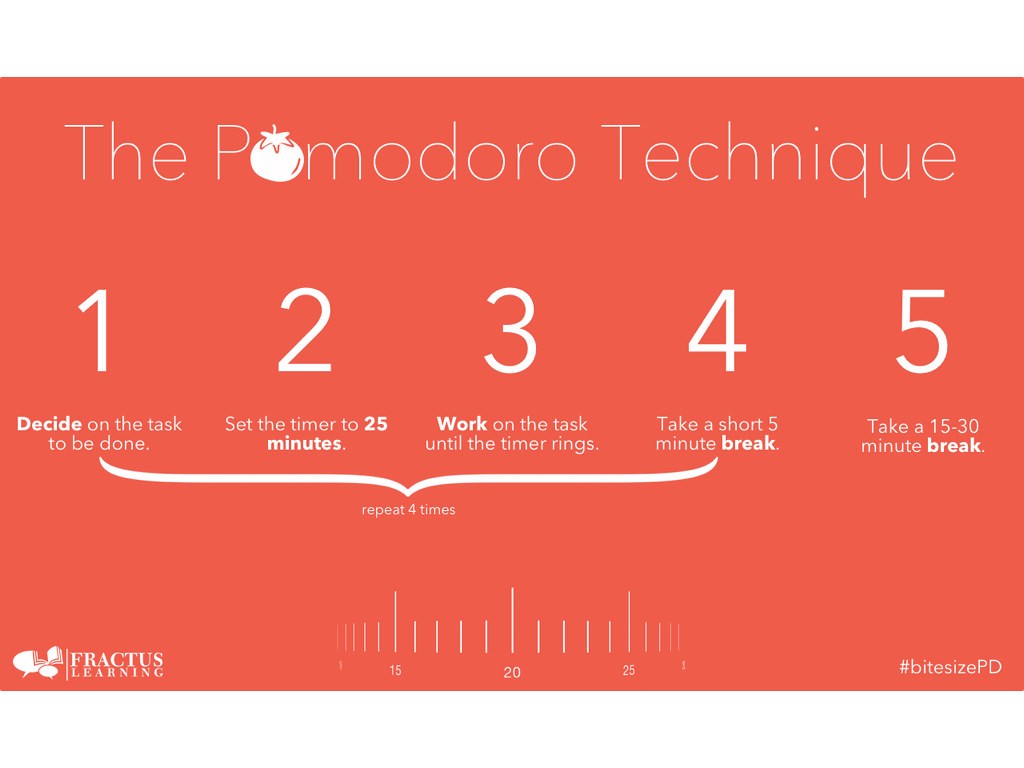 The Pomodoro Technique
1
2
3
4
5
Decide on the task
to be done.
Set the timer to 25
minutes.
Work on the task
until the timer rings.
Take a short 5
minute break.
Take a 15-30
minute break.
repeat 4 times
15
20
25
FRACTUS
LEARNING
#bitesizePD